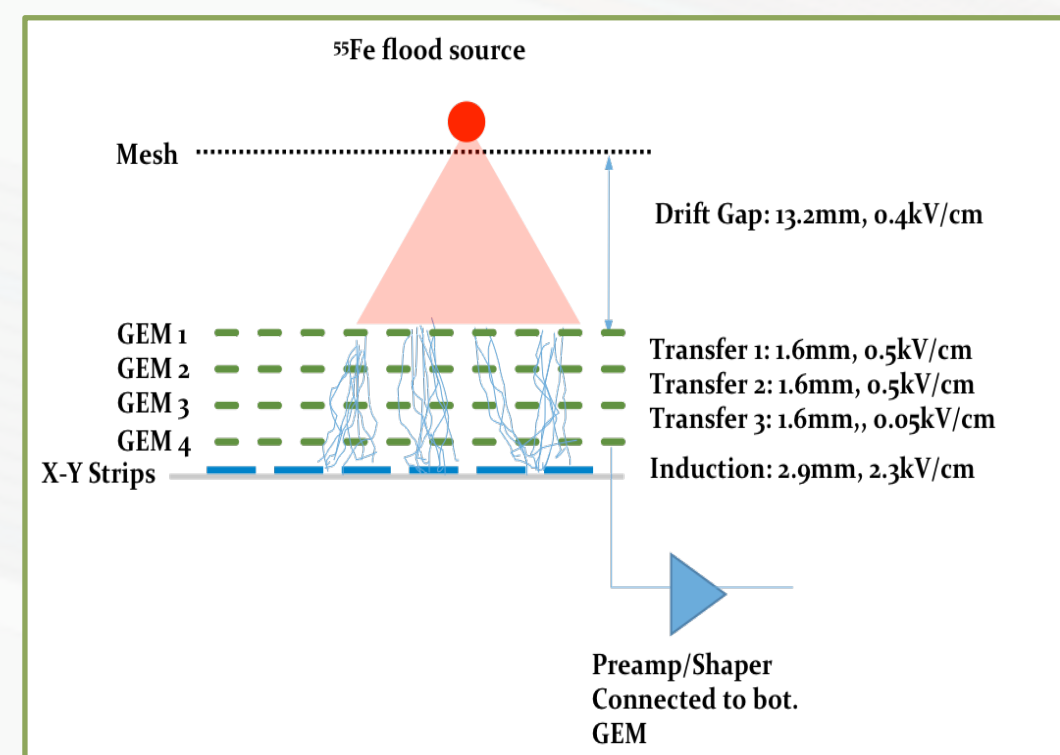 ⁵⁵Fe flood source
Mesh
Drift Gap: 13.2mm, 0.4kV/cm
GEM 1
Transfer 1: 1.6mm, 0.5kV/cm
GEM 2
Transfer 2: 1.6mm, 0.5kV/cm
GEM 3
Transfer 3: 1.6mm,, 0.05kV/cm
GEM 4
X-Y Strips
Induction: 2.9mm, 2.3kV/cm
Preamp/Shaper
Connected to bot.
GEM